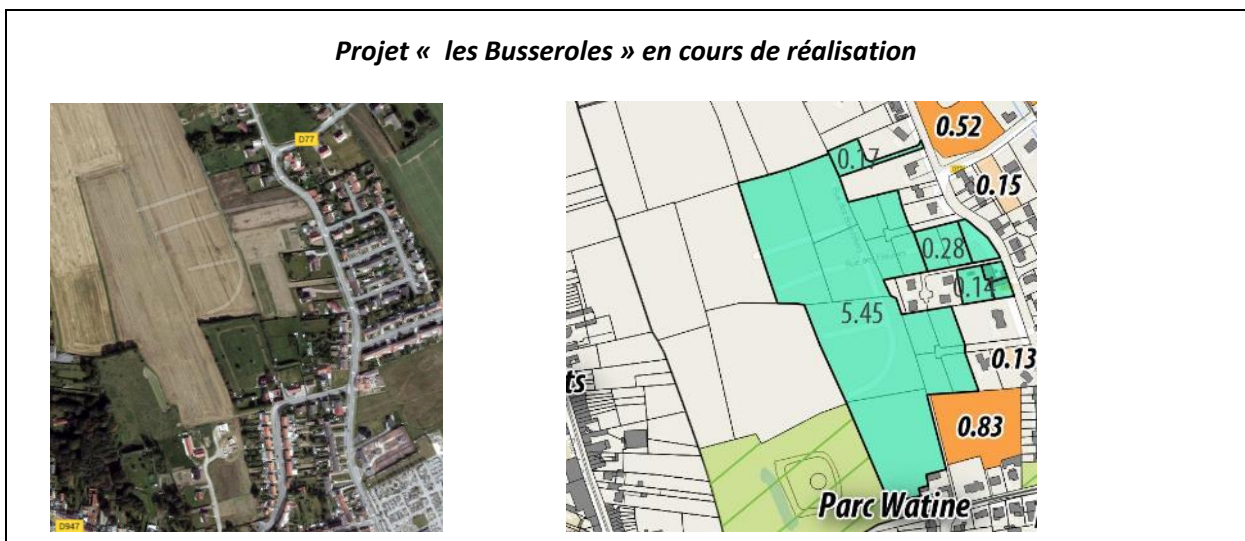 Projet «  les Busseroles » en cours de réalisation
D77
D947
0.52
0.17
0.15
0.28
0.14
5.45
0.13
ts
0.83
Parc Watine